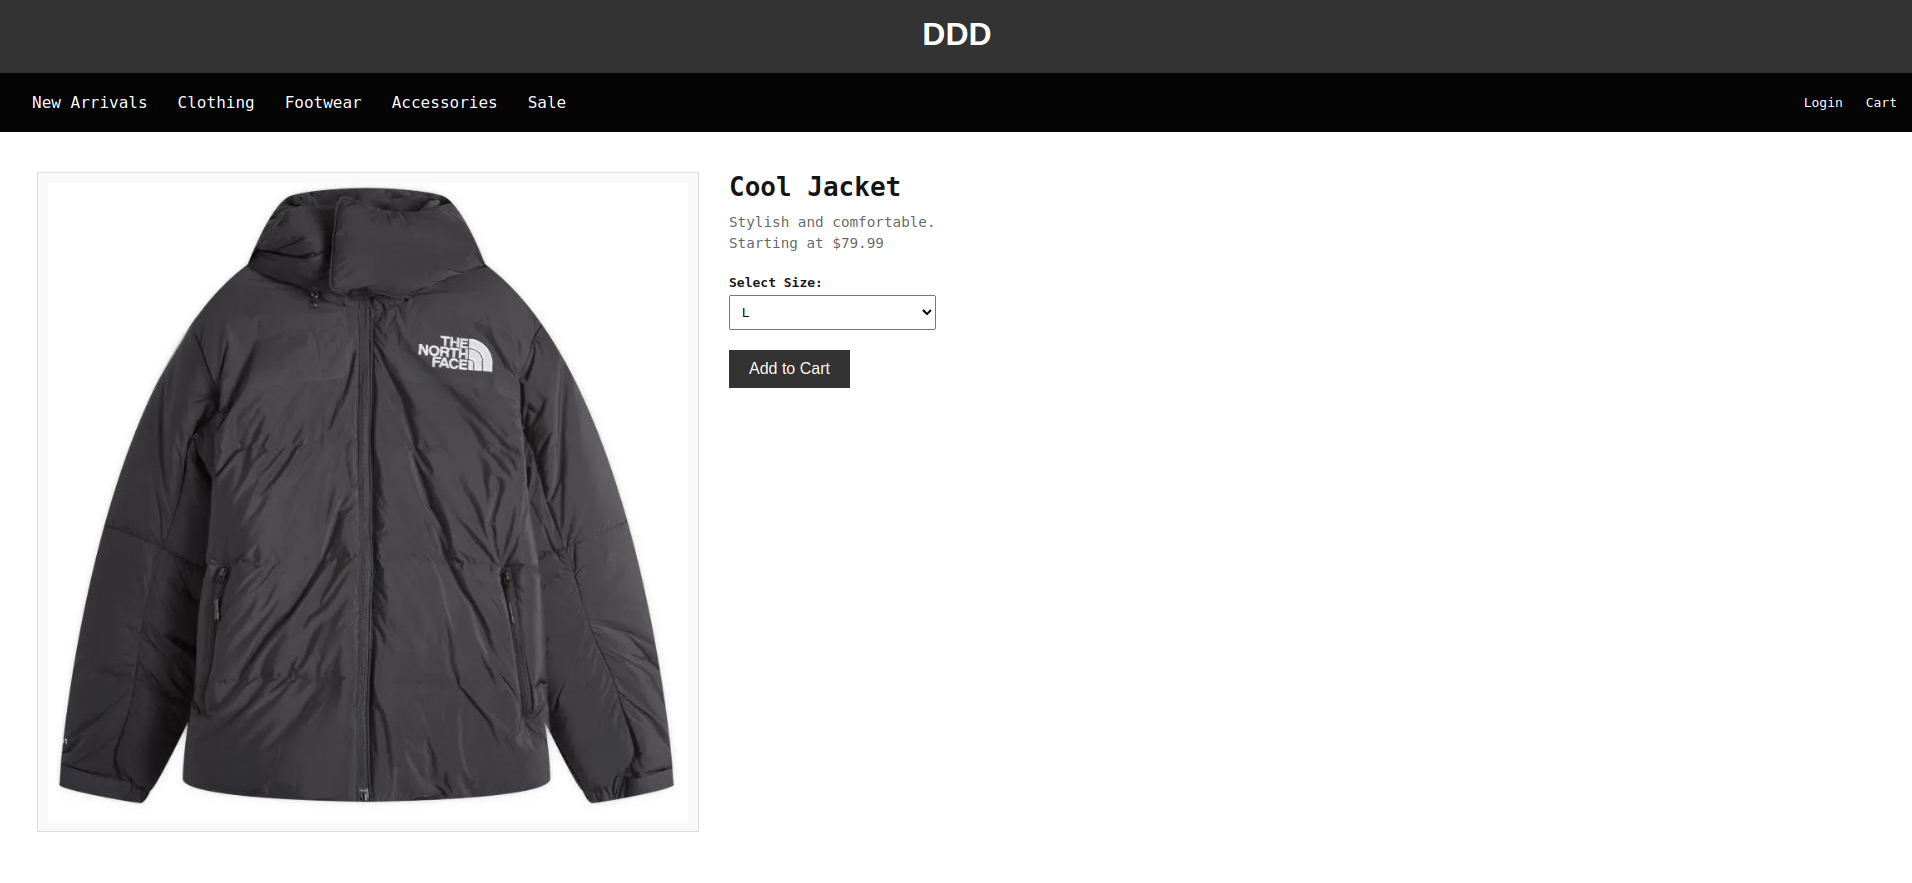 DDD
New Arrivals Clothing Footwear Accessories Sale Login Cart
Cool Jacket
Stylish and comfortable.
Starting at $79.99
Select Size:
L
Add to Cart
THE
NORTH
FACE